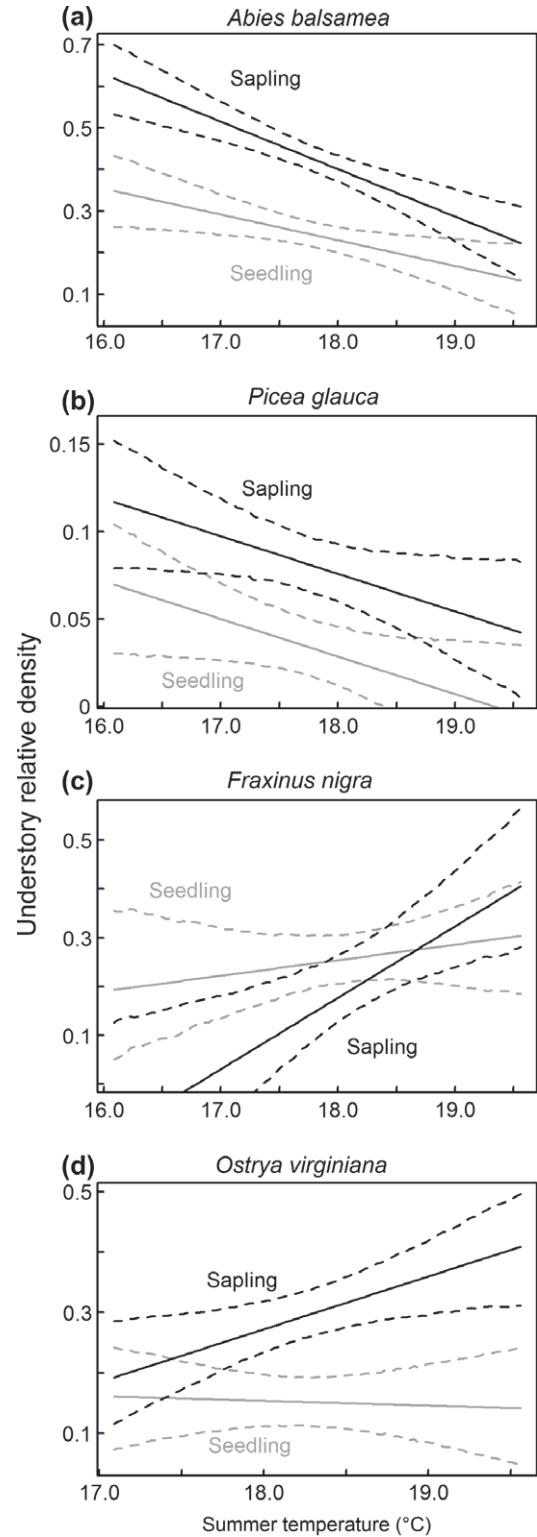 (a) Abies balsamea
0.7
Sapling
0.5
0.3
Seedling
0.1
16.0 17.0 18.0 19.0
(b) Picea glauca
0.15
Sapling
0.1
0.05
Seedling
0
16.0 17.0 18.0 19.0
Understory relative density
(c) Fraxinus nigra
0.5
Seedling
0.3
0.1
Sapling
16.0 17.0 18.0 19.0
(d) Ostrya virginiana
0.5
Sapling
0.3
0.1
Seedling
17.0 18.0 19.0
Summer temperature (°C)